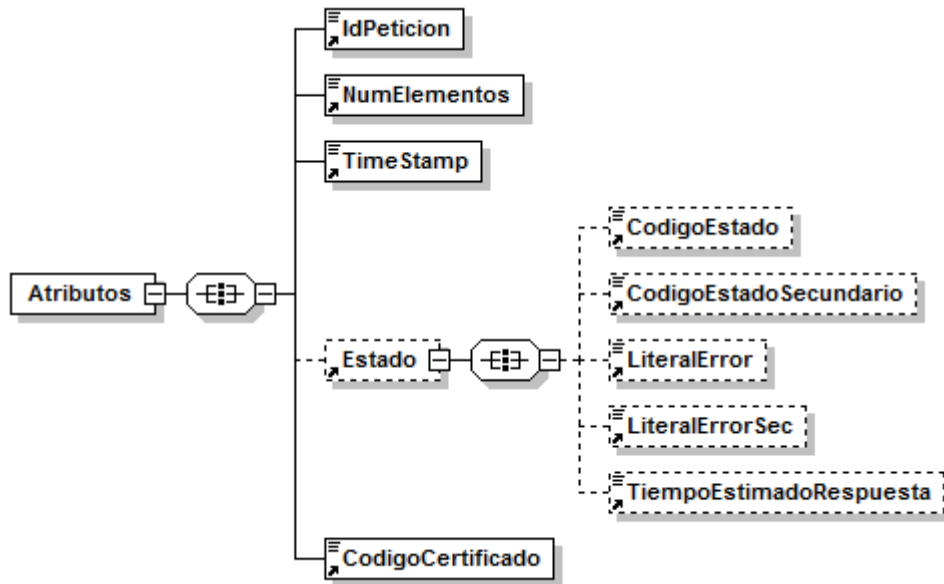 IdPeticion
NumElementos
TimeStamp
CodigoEstado
CodigoEstadoSecundario
Atributos
Estado
LiteralError
LiteralErrorSec
TiempoEstimadoRespuesta
CodigoCertificado